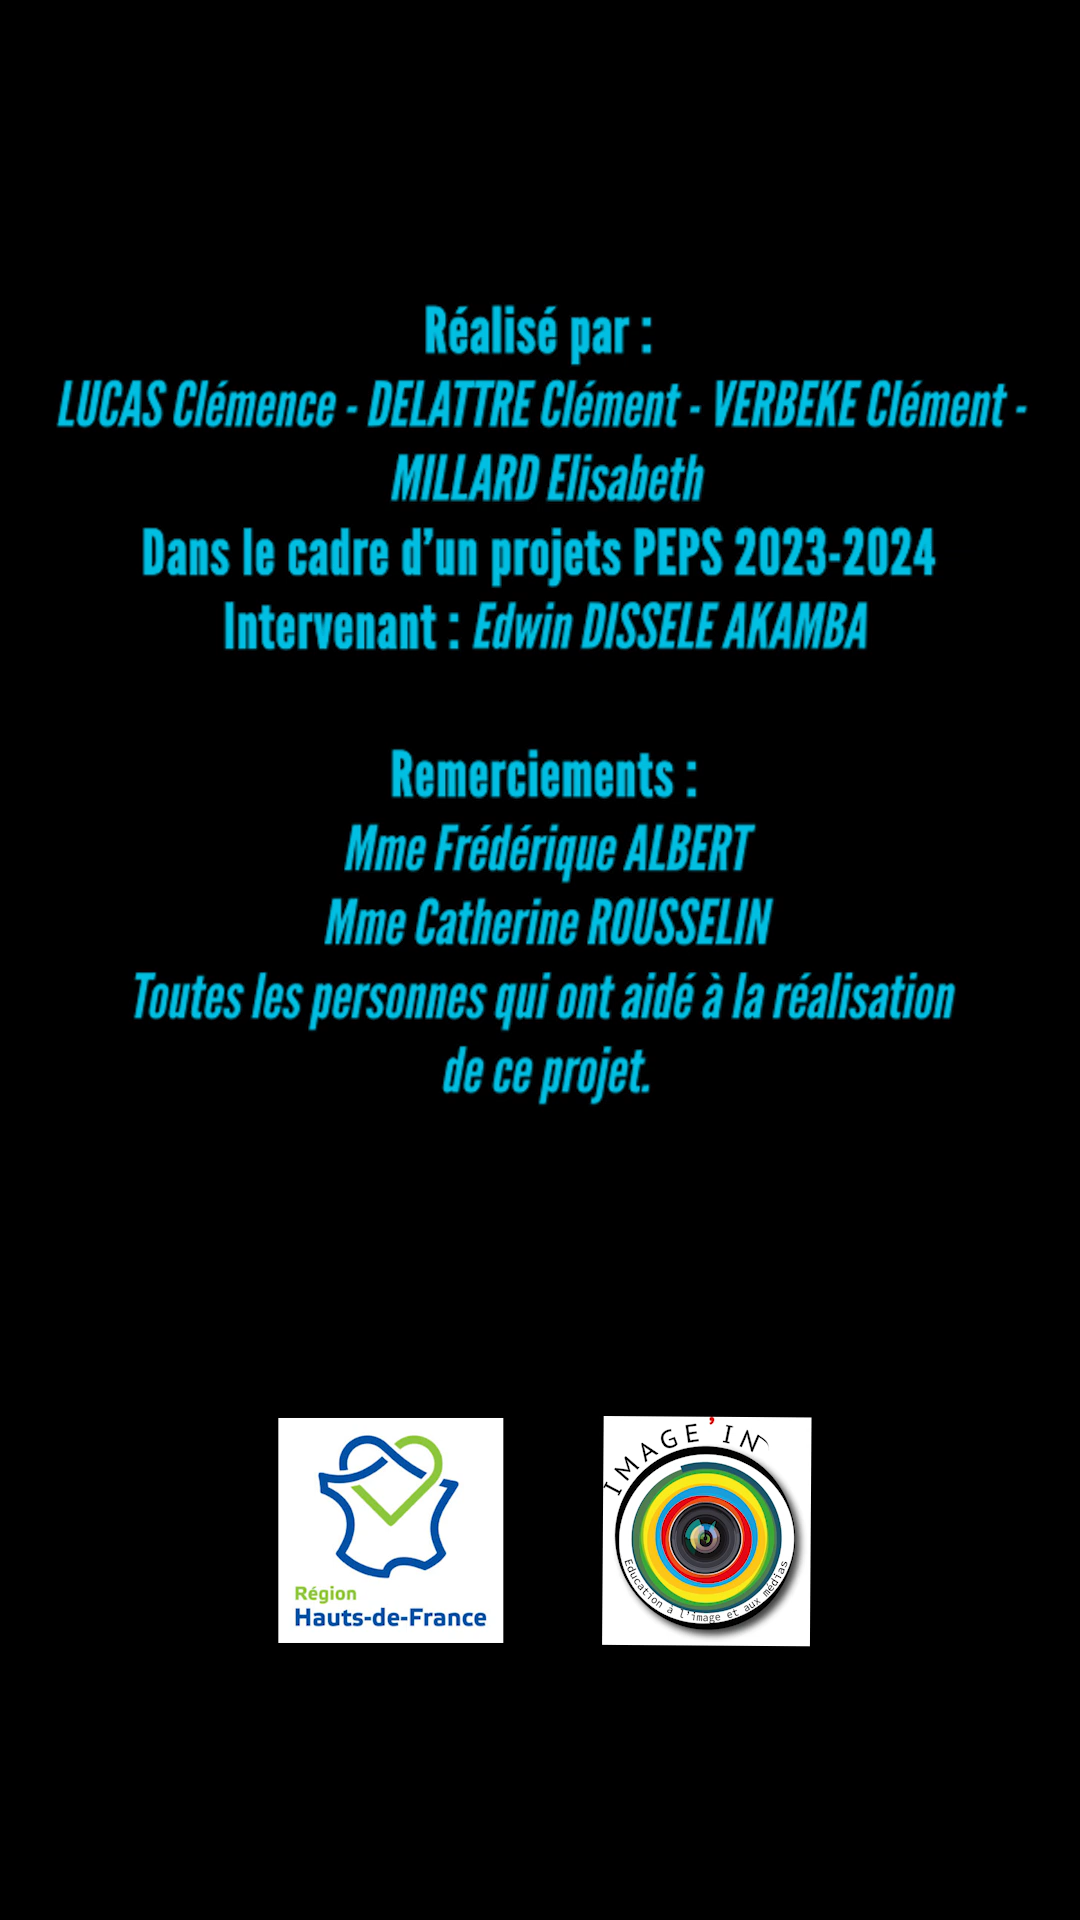 Réalisé par :
LUCAS Clémence - DELATTRE Clément - VERBEKE Clément -
MILLARD Elisabeth
Dans le cadre d’un projets PEPS 2023-2024
Intervenant : Edwin DISSELE AKAMBA
Remerciements :
Mme Frédérique ALBERT
Mme Catherine ROUSSELIN
Toutes les personnes qui ont aidé à la réalisation
de ce projet.
Région
Hauts-de-France
IMAGE'IN
Education à l'image et aux médias